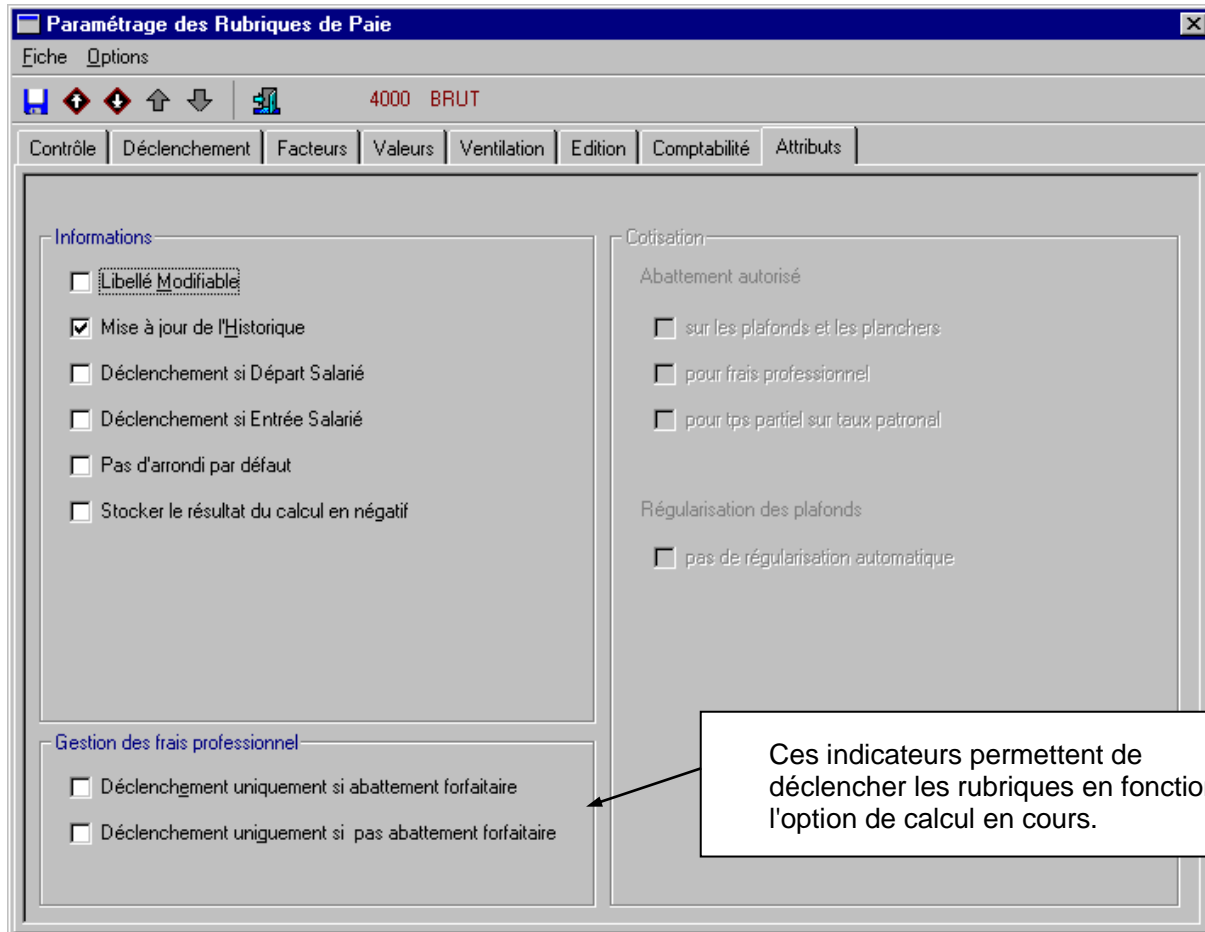 Paramétrage des Rubriques de Paie
Fiche Options
4000 BRUT
Contrôle Déclenchement Facteurs Valeurs Ventilation Edition Comptabilité Attributs
Informations
Libellé Modifiable
Mise à jour de l'Historique
Déclenchement si Départ Salarié
Déclenchement si Entrée Salarié
Pas d'arrondi par défaut
Stocker le résultat du calcul en négatif
Cotisation
Abattement autorisé
sur les plafonds et les planchers
pour frais professionnel
pour tps partiel sur taux patronal
Régularisation des plafonds
pas de régularisation automatique
Gestion des frais professionnel
Déclenchement uniquement si abattement forfaitaire
Déclenchement uniquement si pas abattement forfaitaire
Ces indicateurs permettent de
déclencher les rubriques en fonction
l'option de calcul en cours.